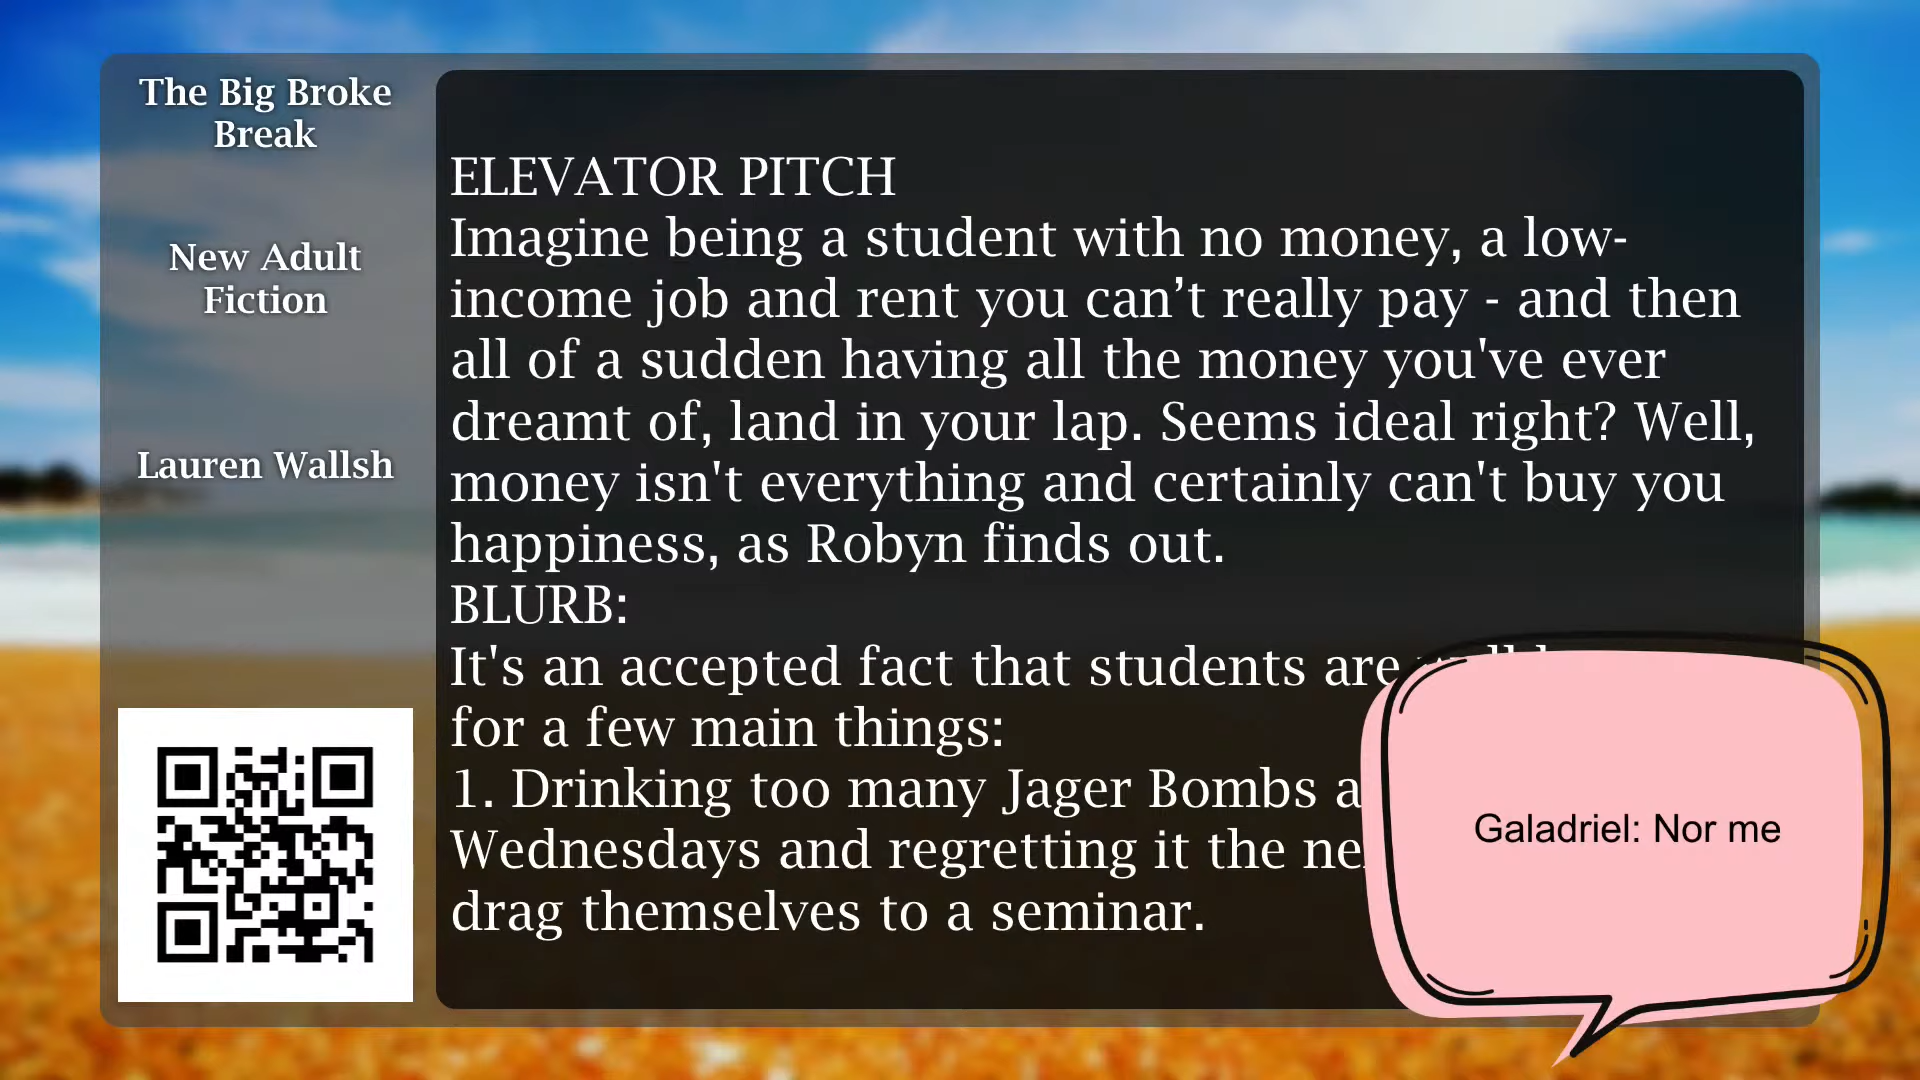 The Big Broke
Break
New Adult
Fiction
Lauren Wallsh
ELEVATOR PITCH
Imagine being a student with no money, a low-
income job and rent you can’t really pay - and then
all of a sudden having all the money you've ever
dreamt of, land in your lap. Seems ideal right? Well,
money isn't everything and certainly can't buy you
happiness, as Robyn finds out.
BLURB:
It's an accepted fact that students are
for a few main things:
1. Drinking too many Jager Bombs
Wednesdays and regretting it the
drag themselves to a seminar.
Galadriel: Nor me